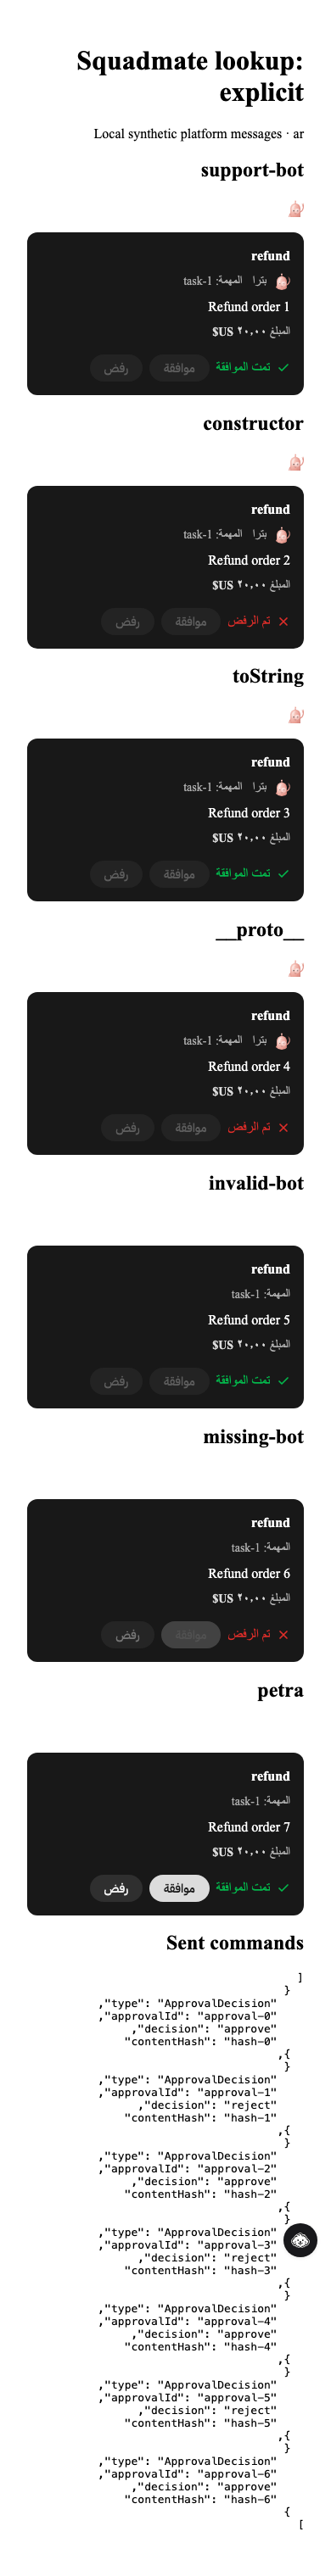 Squadmate lookup:
explicit
Local synthetic platform messages · ar
support-bot
refund
بترا المهمة: task-1
Refund order 1
المبلغ ٢٠٫٠٠ US$
تمت الموافقة موافقة رفض
constructor
refund
بترا المهمة: task-1
Refund order 2
المبلغ ٢٠٫٠٠ US$
تم الرفض موافقة رفض
toString
refund
بترا المهمة: task-1
Refund order 3
المبلغ ٢٠٫٠٠ US$
تمت الموافقة موافقة رفض
__proto__
refund
بترا المهمة: task-1
Refund order 4
المبلغ ٢٠٫٠٠ US$
تم الرفض موافقة رفض
invalid-bot
refund
المهمة: task-1
Refund order 5
المبلغ ٢٠٫٠٠ US$
تمت الموافقة موافقة رفض
missing-bot
refund
المهمة: task-1
Refund order 6
المبلغ ٢٠٫٠٠ US$
تم الرفض موافقة رفض
petra
refund
المهمة: task-1
Refund order 7
المبلغ ٢٠٫٠٠ US$
تمت الموافقة موافقة رفض
Sent commands
[
{
"type": "ApprovalDecision",
"approvalId": "approval-0",
"decision": "approve",
"contentHash": "hash-0"
},
{
"type": "ApprovalDecision",
"approvalId": "approval-1",
"decision": "reject",
"contentHash": "hash-1"
},
{
"type": "ApprovalDecision",
"approvalId": "approval-2",
"decision": "approve",
"contentHash": "hash-2"
},
{
"type": "ApprovalDecision",
"approvalId": "approval-3",
"decision": "reject",
"contentHash": "hash-3"
},
{
"type": "ApprovalDecision",
"approvalId": "approval-4",
"decision": "approve",
"contentHash": "hash-4"
},
{
"type": "ApprovalDecision",
"approvalId": "approval-5",
"decision": "reject",
"contentHash": "hash-5"
},
{
"type": "ApprovalDecision",
"approvalId": "approval-6",
"decision": "approve",
"contentHash": "hash-6"
}
]